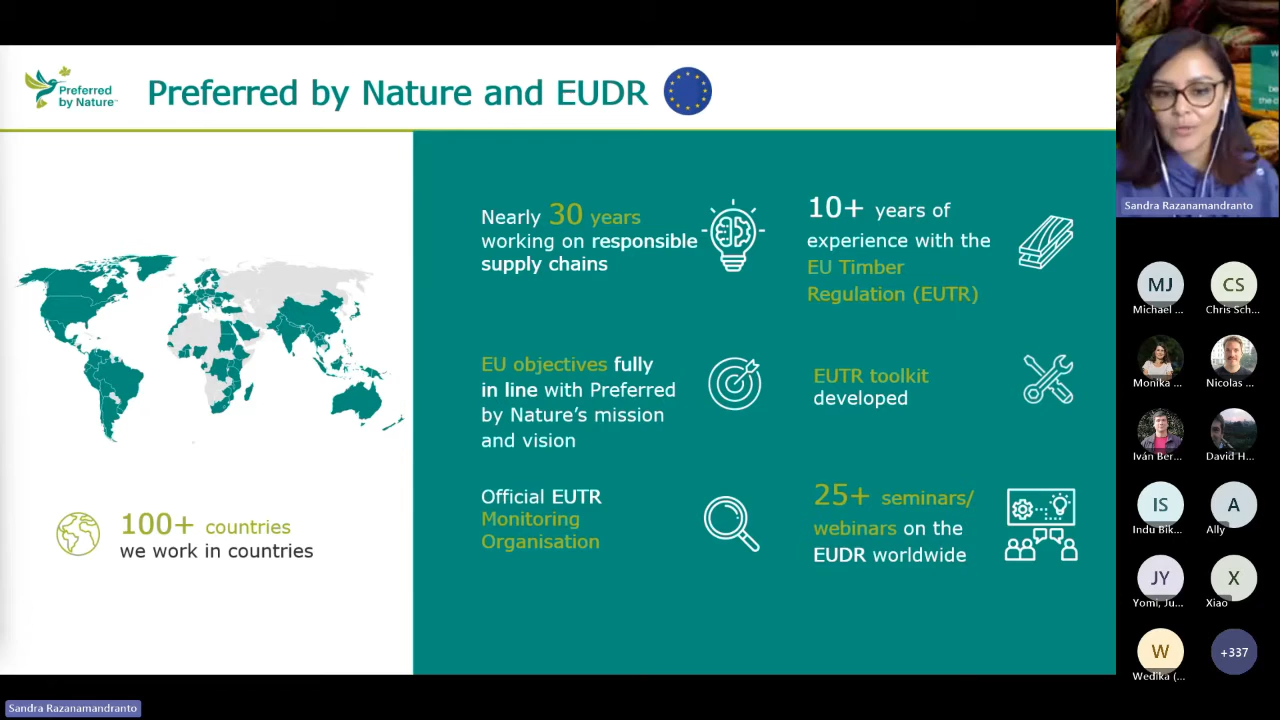 Preferred
by Nature™
Preferred by Nature and EUDR
Nearly 30 years
working on responsible
supply chains
10+ years of
experience with the
EU Timber
Regulation (EUTR)
EU objectives fully
in line with Preferred
by Nature's mission
and vision
EUTR toolkit
developed
Official EUTR
Monitoring
Organisation
25+ seminars/
webinars on the
EUDR worldwide
100+ countries
we work in countries
Sandra Razanamandranto
MJ
Michael ...
CS
Chris Sch...
Monika ...
Nicolas ...
Iván Ber...
David H...
IS
Indu Bik...
A
Ally
JY
Yomi, Ju...
X
Xiao
W
Wedika (...
+337
Sandra Razanamandranto